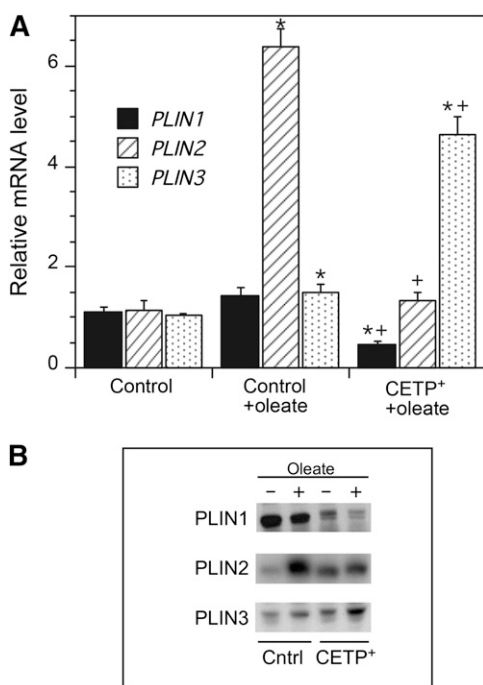 A
Relative mRNA level
6
4
2
0
PLIN1
PLIN2
PLIN3
*
*
*+
+
*+
Control
Control
+oleate
CETP+
+oleate
B
Oleate
− + − +
PLIN1
PLIN2
PLIN3
Cntrl CETP+